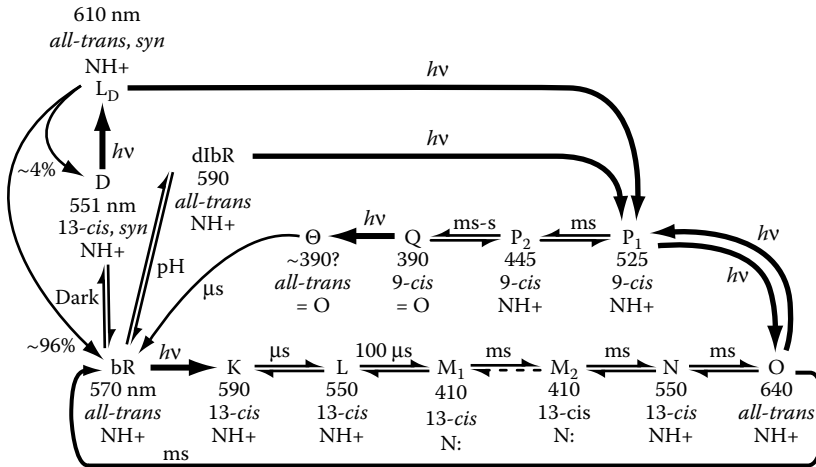 610 nm
all-trans, syn
NH+
L_D
hν
hν
dIbR
590
all-trans
NH+
hν
~4%
D
551 nm
13-cis, syn
NH+
hν
ms-s
ms
Θ
Q
P₂
P₁
hν
~390?
390
445
525
hν
all-trans
9-cis
9-cis
9-cis
= O
= O
NH+
NH+
pH
μs
Dark
~96%
bR
hν
K
μs
L
100 μs
M₁
ms
M₂
ms
N
ms
O
570 nm
590
550
410
410
550
640
all-trans
13-cis
13-cis
13-cis
13-cis
13-cis
all-trans
NH+
NH+
NH+
N:
N:
NH+
NH+
ms